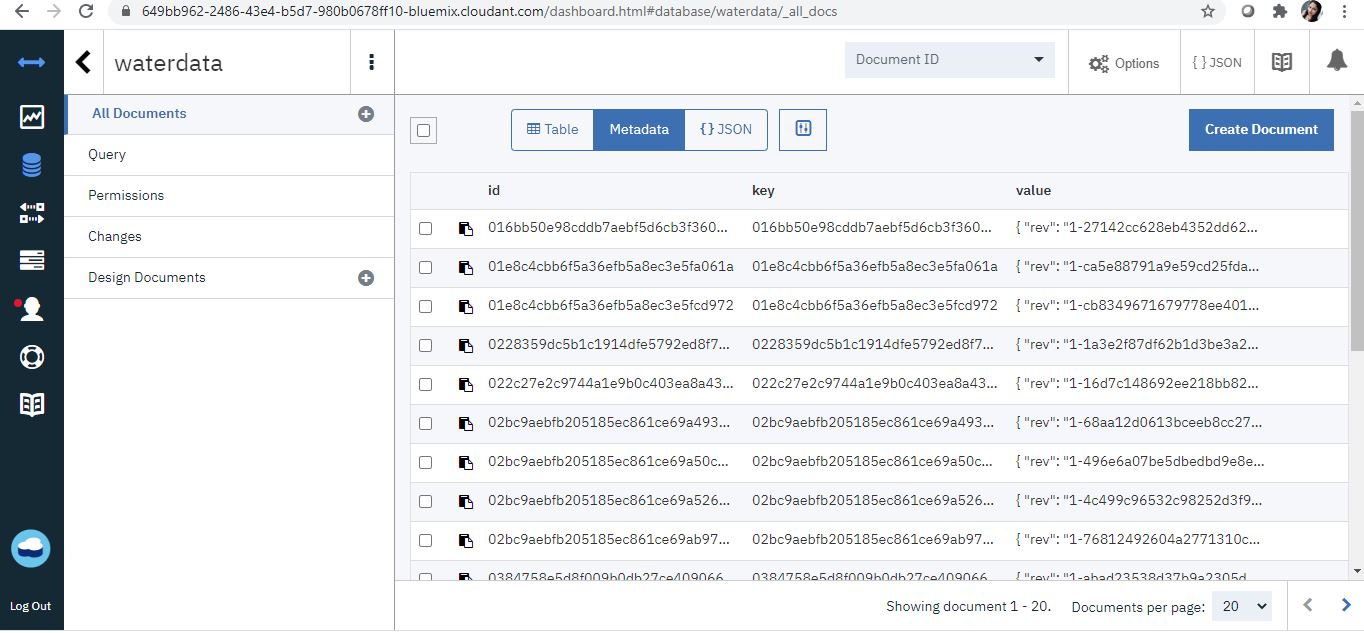 649bb962-2486-43e4-b5d7-980b0678ff10-bluemix.cloudant.com/dashboard.html#database/waterdata/_all_docs
waterdata
Document ID
Options
{ } JSON
All Documents
Query
Permissions
Changes
Design Documents
Table
Metadata
{} JSON
Create Document
id key value
016bb50e98cddb7aebf5d6cb3f360... 016bb50e98cddb7aebf5d6cb3f360... { "rev": "1-27142cc628eb4352dd62...
01e8c4cbb6f5a36efb5a8ec3e5fa061a 01e8c4cbb6f5a36efb5a8ec3e5fa061a { "rev": "1-ca5e88791a9e59cd25fda...
01e8c4cbb6f5a36efb5a8ec3e5fcd972 01e8c4cbb6f5a36efb5a8ec3e5fcd972 { "rev": "1-cb8349671679778ee401...
0228359dc5b1c1914dfe5792ed8f7... 0228359dc5b1c1914dfe5792ed8f7... { "rev": "1-1a3e2f87df62b1d3be3a2...
022c27e2c9744a1e9b0c403ea8a43... 022c27e2c9744a1e9b0c403ea8a43... { "rev": "1-16d7c148692ee218bb82...
02bc9aebfb205185ec861ce69a493... 02bc9aebfb205185ec861ce69a493... { "rev": "1-68aa12d0613bceeb8cc27...
02bc9aebfb205185ec861ce69a50c... 02bc9aebfb205185ec861ce69a50c... { "rev": "1-496e6a07be5dbedbd9e8e...
02bc9aebfb205185ec861ce69a526... 02bc9aebfb205185ec861ce69a526... { "rev": "1-4c499c96532c98252d3f9...
02bc9aebfb205185ec861ce69ab97... 02bc9aebfb205185ec861ce69ab97... { "rev": "1-76812492604a2771310c...
0384758e5d8f009b0db27ce409066... 0384758e5d8f009b0db27ce409066... { "rev": "1-abad23538d37b9a2305d...
Log Out
Showing document 1 - 20.
Documents per page: 20